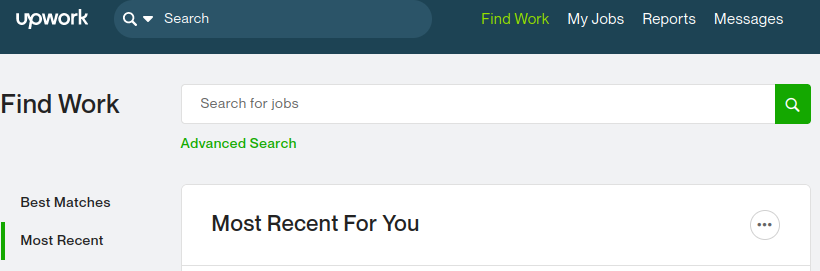 upwork Search Find Work My Jobs Reports Messages
Find Work
Search for jobs
Advanced Search
Best Matches
Most Recent
Most Recent For You